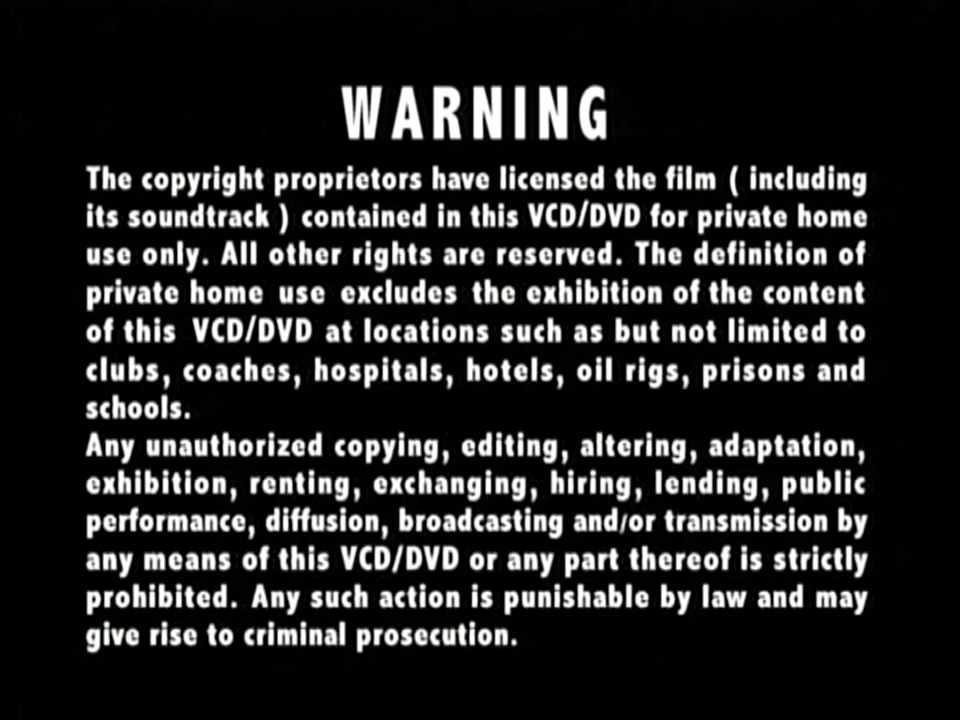 WARNING
The copyright proprietors have licensed the film ( including
its soundtrack ) contained in this VCD/DVD for private home
use only. All other rights are reserved. The definition of
private home use excludes the exhibition of the content
of this VCD/DVD at locations such as but not limited to
clubs, coaches, hospitals, hotels, oil rigs, prisons and
schools.
Any unauthorized copying, editing, altering, adaptation,
exhibition, renting, exchanging, hiring, lending, public
performance, diffusion, broadcasting and/or transmission by
any means of this VCD/DVD or any part thereof is strictly
prohibited. Any such action is punishable by law and may
give rise to criminal prosecution.